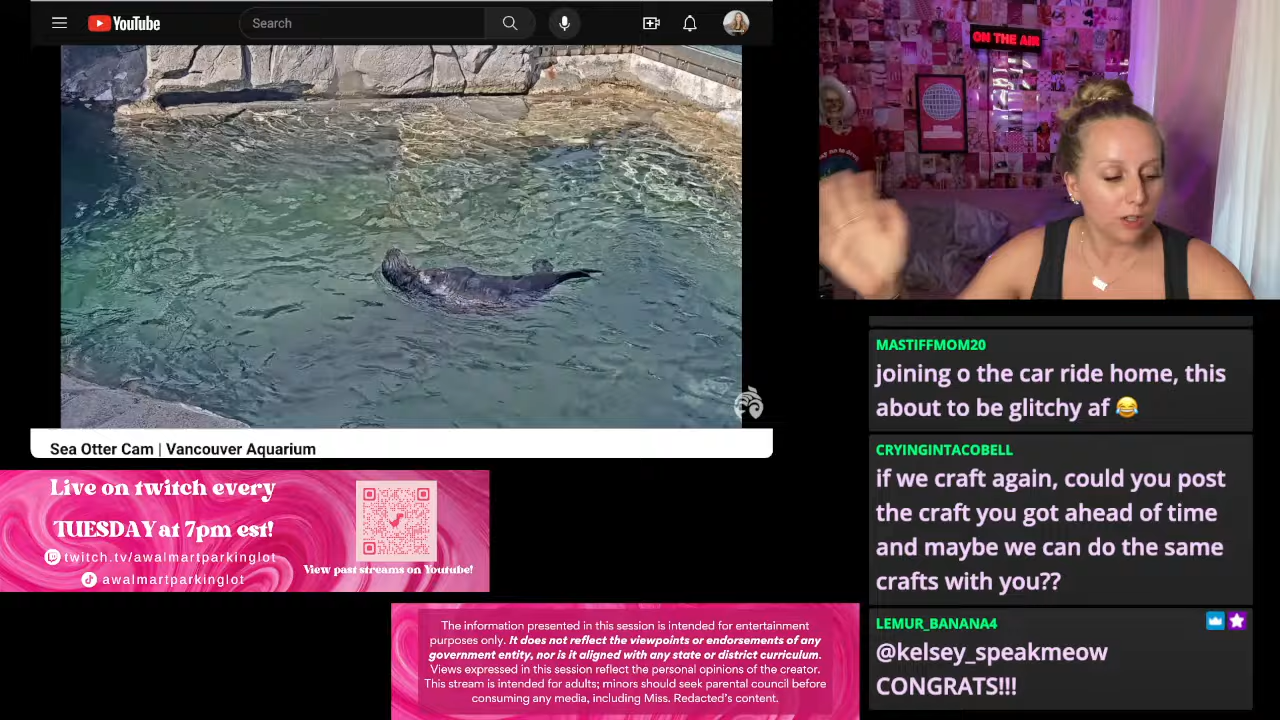 YouTube
Search
ON THE AIR
Sea Otter Cam | Vancouver Aquarium
Live on twitch every
TUESDAY at 7pm est!
twitch.tv/awalmartparkinglot
awalmartparkinglot
View past streams on Youtube!
The information presented in this session is intended for entertainment
purposes only. It does not reflect the viewpoints or endorsements of any
government entity, nor is it aligned with any state or district curriculum.
Views expressed in this session reflect the personal opinions of the creator.
This stream is intended for adults; minors should seek parental council before
consuming any media, including Miss. Redacted's content.
MASTIFFMOM20
joining o the car ride home, this
about to be glitchy af 😂
CRYINGINTACOBELL
if we craft again, could you post
the craft you got ahead of time
and maybe we can do the same
crafts with you??
LEMUR_BANANA4
@kelsey_speakmeow
CONGRATS!!!